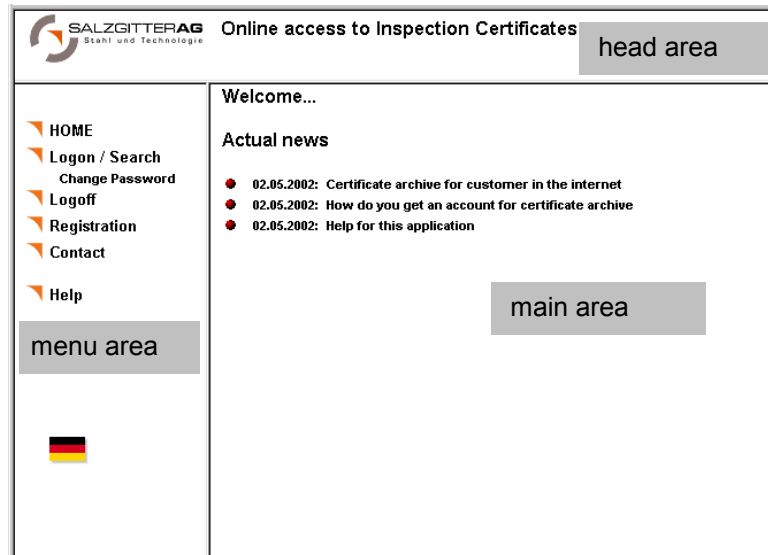 SALZGITTERAG
Stahl und Technologie
Online access to Inspection Certificates
head area
HOME
Logon / Search
Change Password
Logoff
Registration
Contact
Help
menu area
Welcome...
Actual news
02.05.2002: Certificate archive for customer in the internet
02.05.2002: How do you get an account for certificate archive
02.05.2002: Help for this application
main area